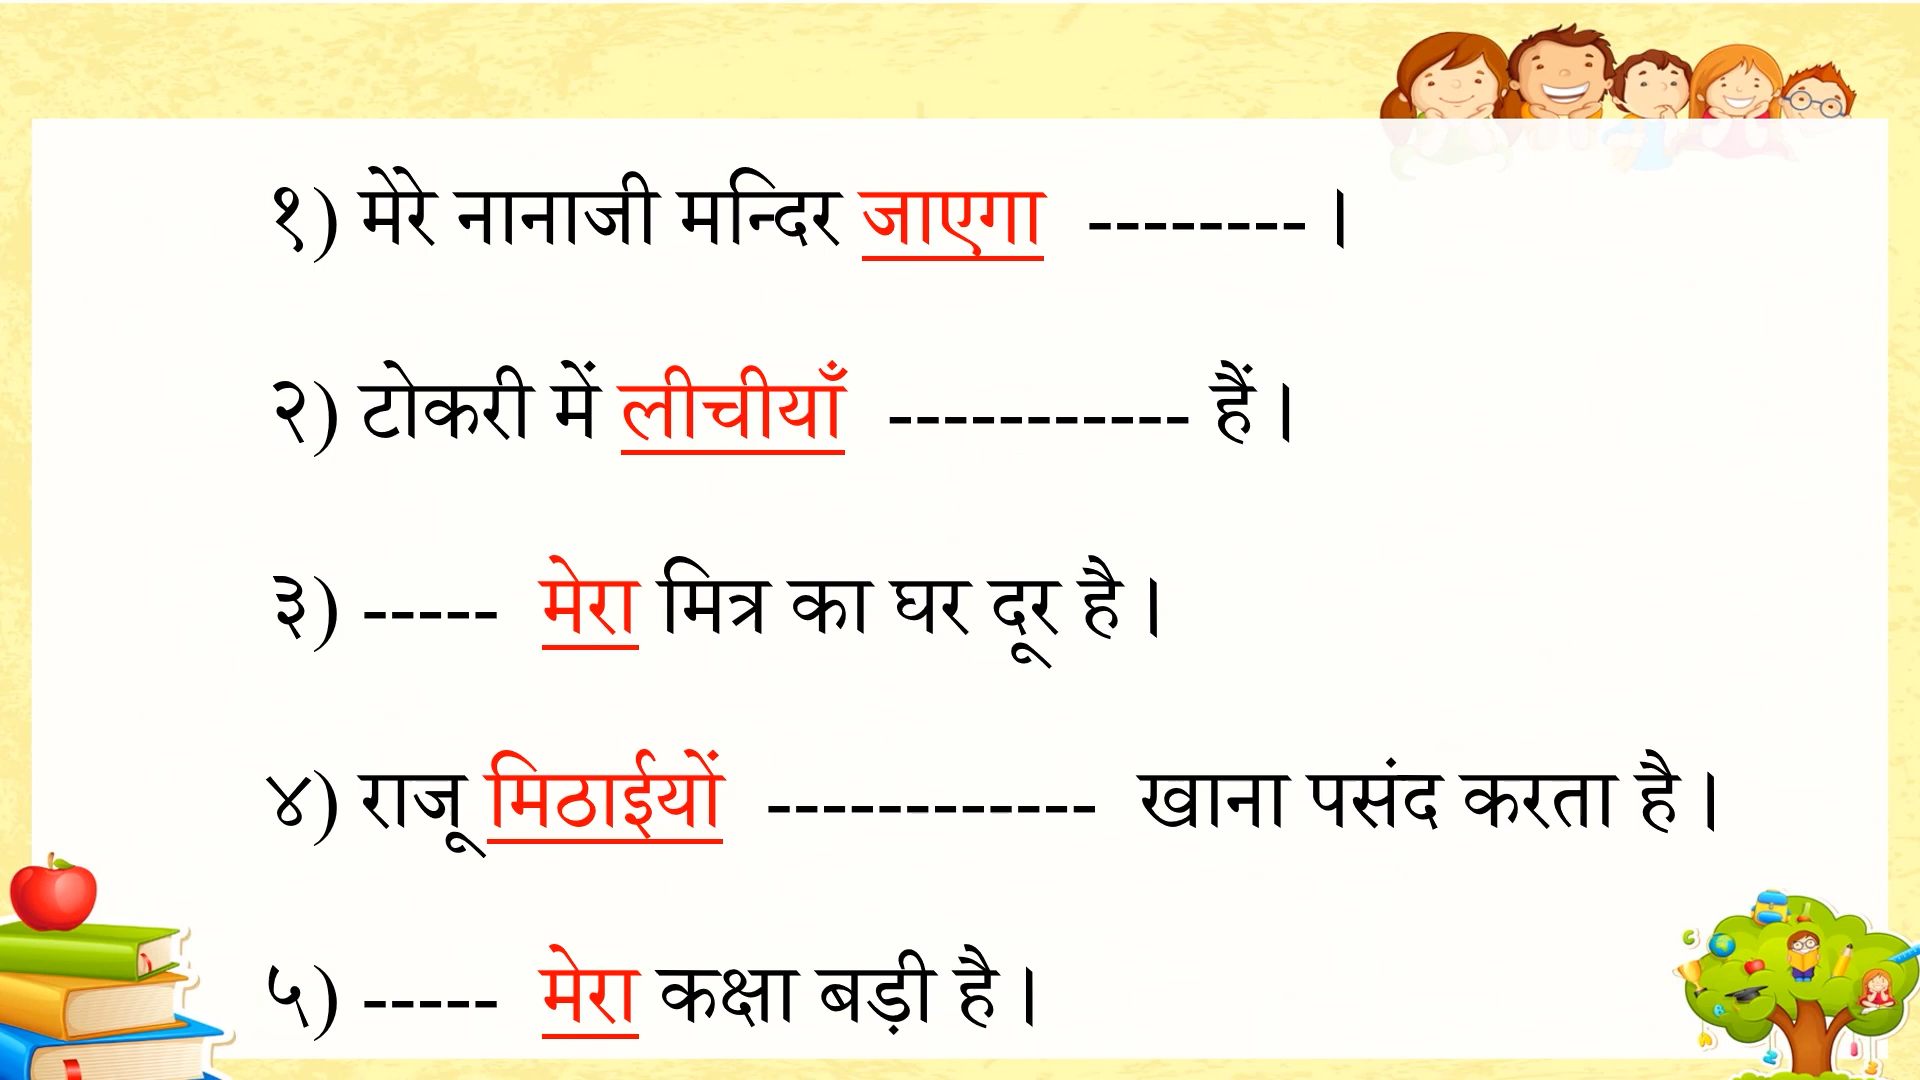 १) मेरे नानाजी मन्दिर जाएगा --------।
२) टोकरी में लीचीयाँ ----------- हैं।
३) ----- मेरा मित्र का घर दूर है।
४) राजू मिठाईयों ------------ खाना पसंद करता है।
५) ----- मेरा कक्षा बड़ी है।